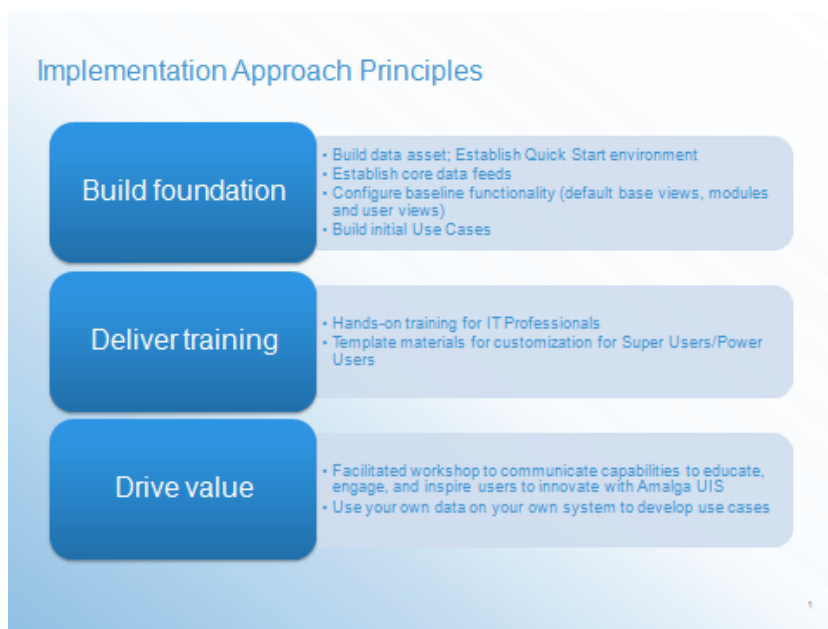 Implementation Approach Principles
Build foundation
• Build data asset; Establish Quick Start environment
• Establish core data feeds
• Configure baseline functionality (default base views, modules
and user views)
• Build initial Use Cases
Deliver training
• Hands-on training for IT Professionals
• Template materials for customization for Super Users/Power
Users
Drive value
• Facilitated workshop to communicate capabilities to educate,
engage, and inspire users to innovate with Amalga UIS
• Use your own data on your own system to develop use cases
1